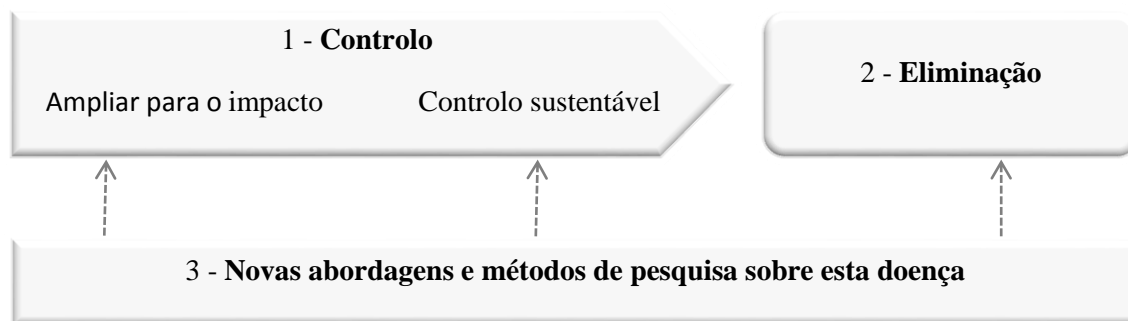 1 - Controlo
Ampliar para o impacto
Controlo sustentável
2 - Eliminação
3 - Novas abordagens e métodos de pesquisa sobre esta doença